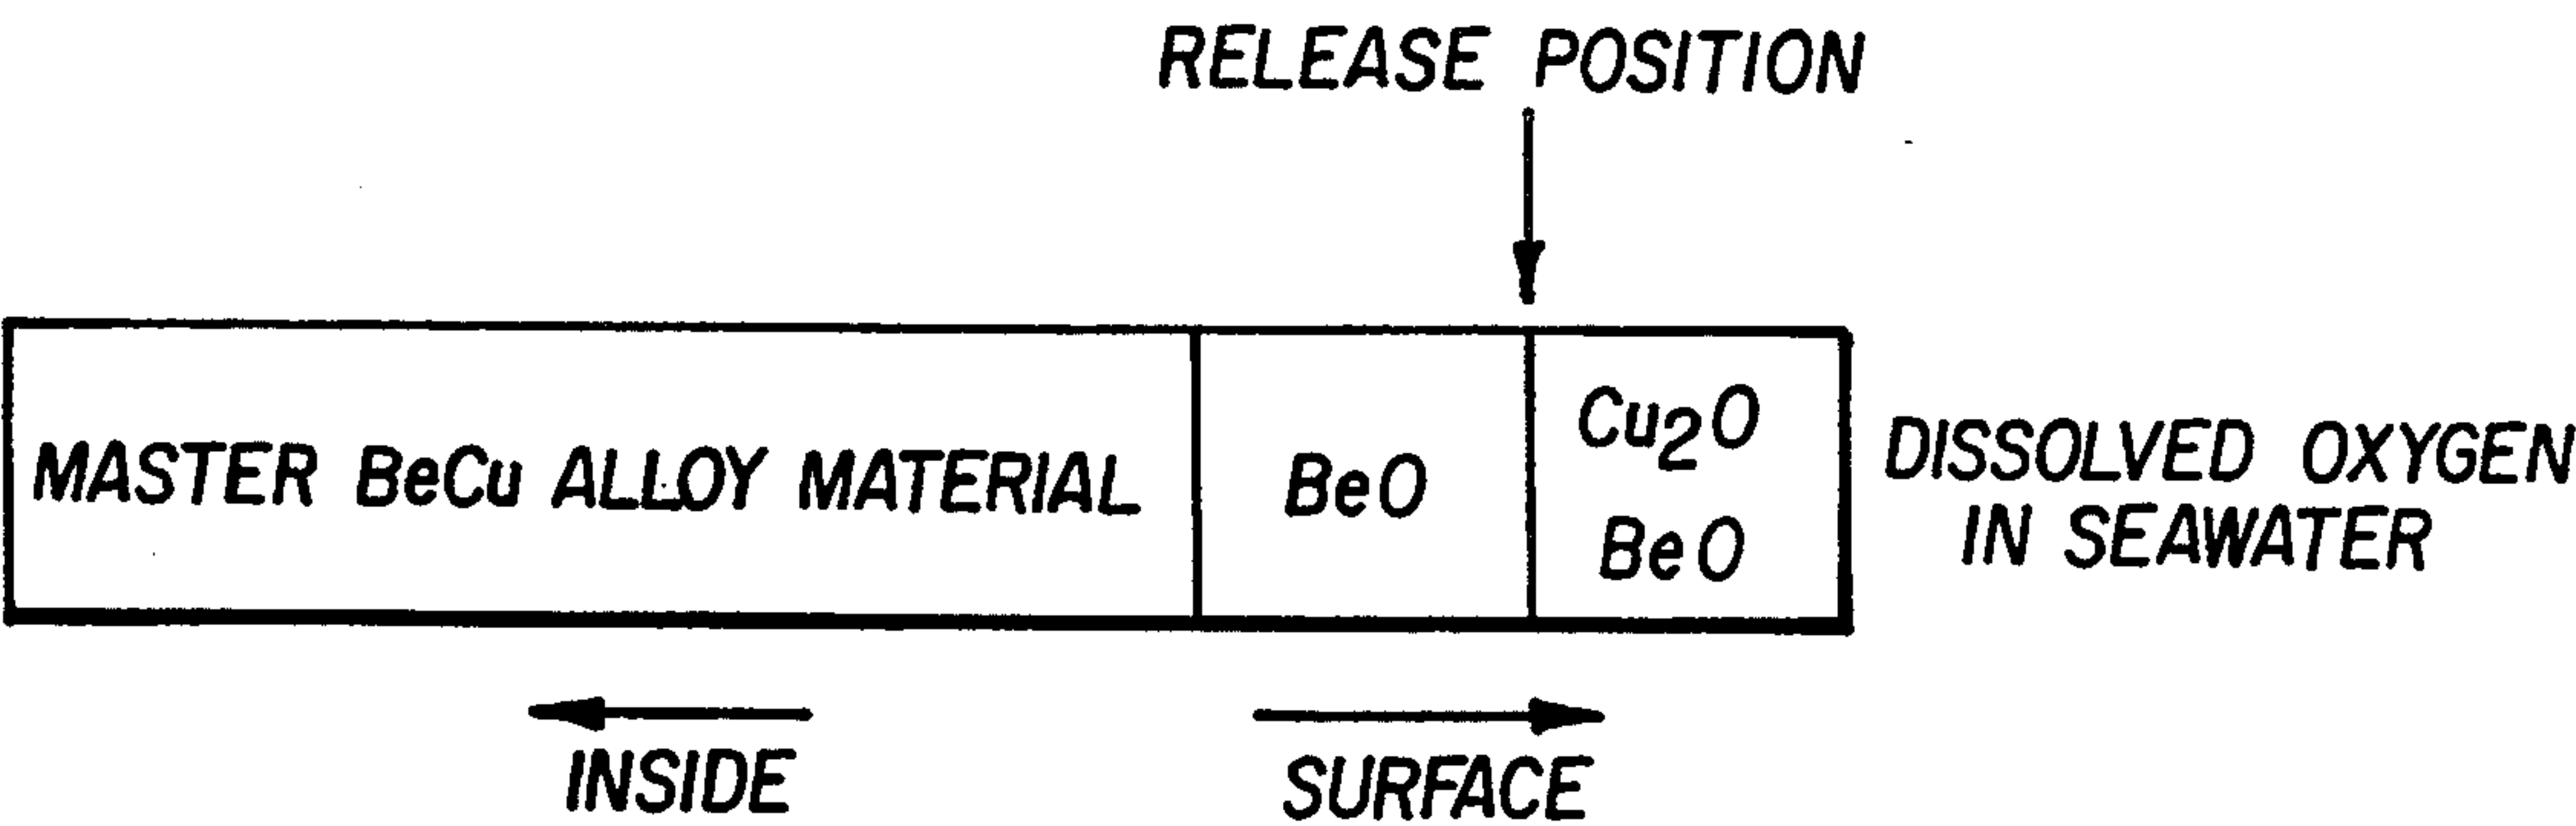 RELEASE POSITION
MASTER BeCu ALLOY MATERIAL
BeO
Cu₂O
BeO
DISSOLVED OXYGEN
IN SEAWATER
INSIDE
SURFACE